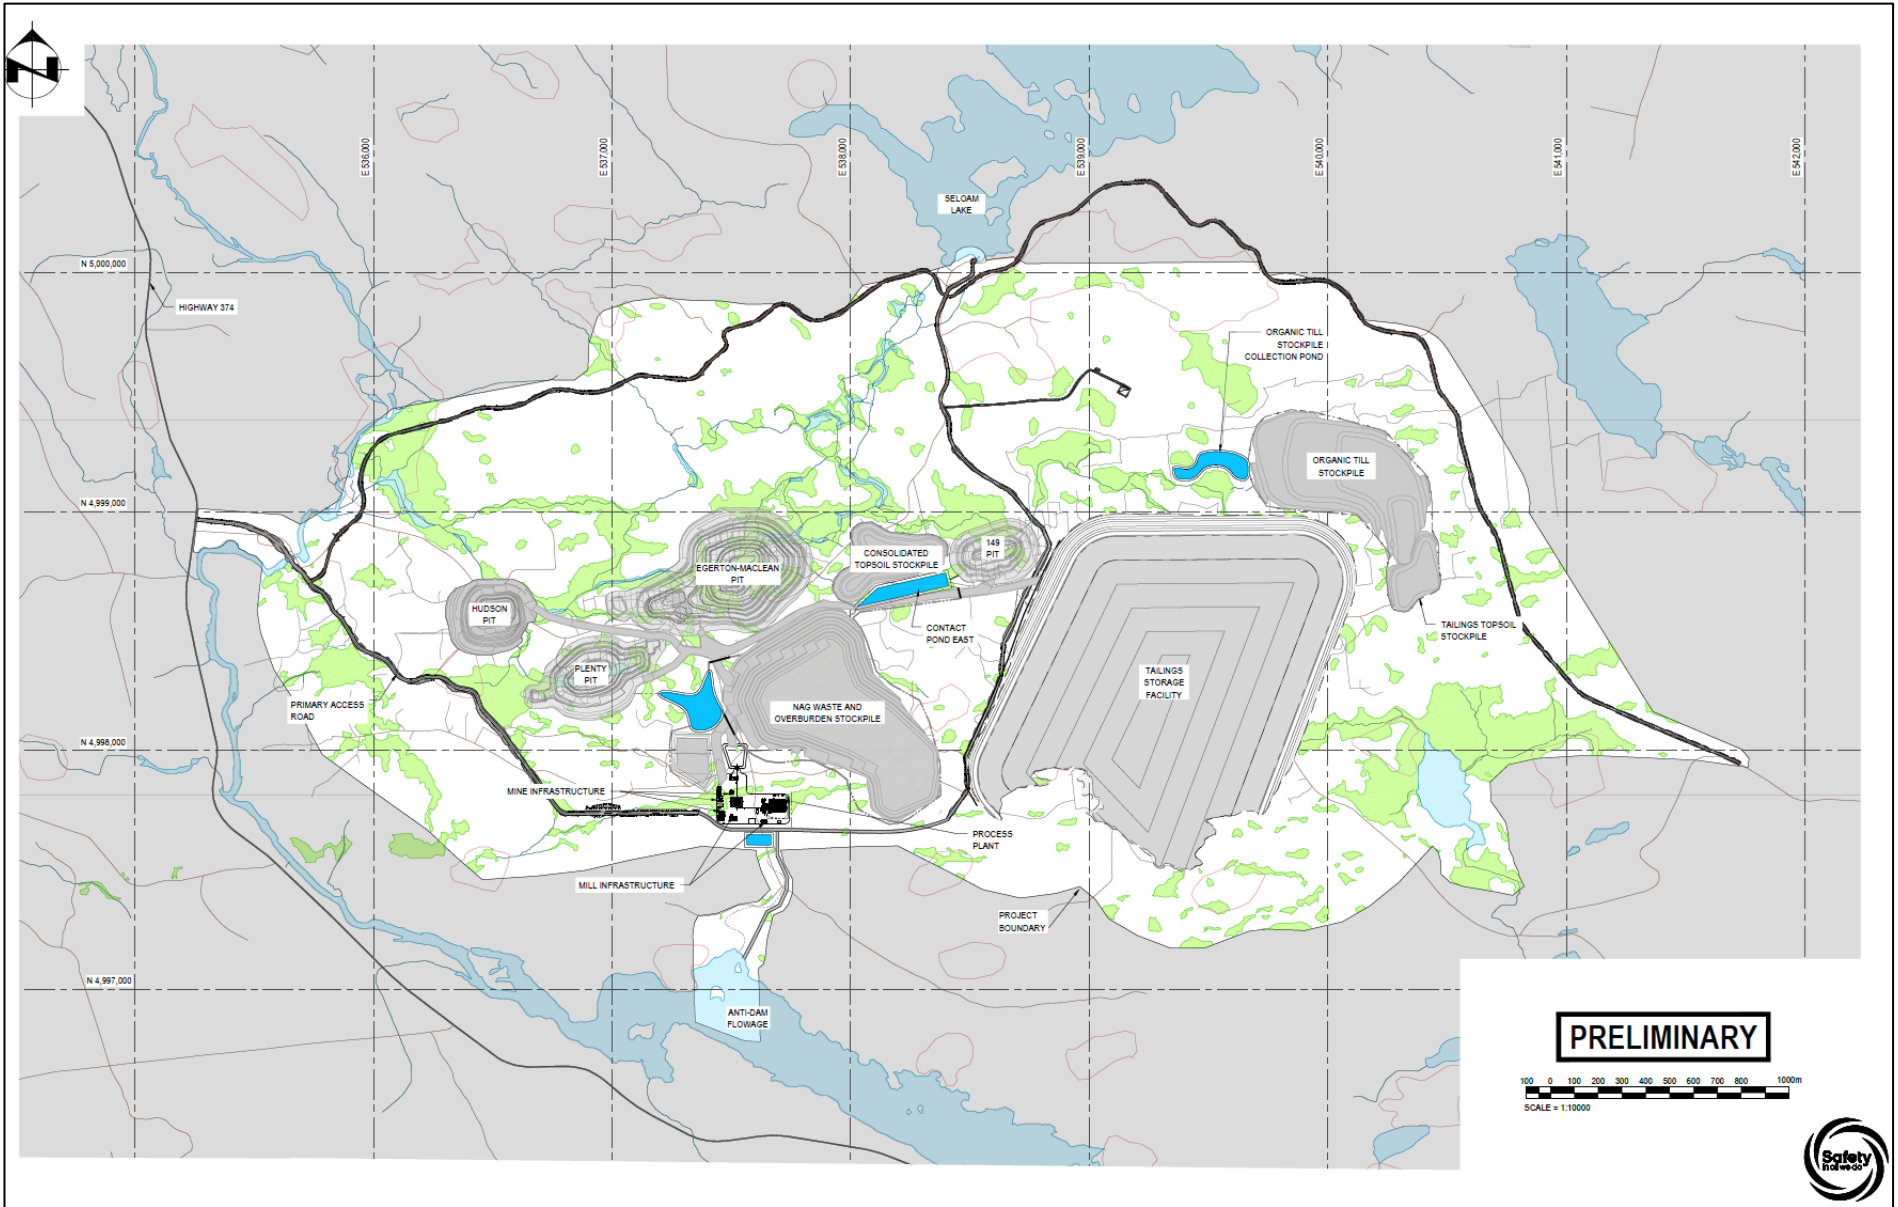 N
E 536,000
E 537,000
E 538,000
E 539,000
E 540,000
E 541,000
E 542,000
SELOAM
LAKE
N 5,000,000
HIGHWAY 374
ORGANIC TILL
STOCKPILE
COLLECTION POND
ORGANIC TILL
STOCKPILE
N 4,999,000
149
PIT
CONSOLIDATED
TOPSOIL STOCKPILE
EGERTON-MACLEAN
PIT
HUDSON
PIT
CONTACT
POND EAST
TAILINGS TOPSOIL
STOCKPILE
PLENTY
PIT
TAILINGS
STORAGE
FACILITY
PRIMARY ACCESS
ROAD
NAG WASTE AND
OVERBURDEN STOCKPILE
N 4,998,000
MINE INFRASTRUCTURE
PROCESS
PLANT
MILL INFRASTRUCTURE
PROJECT
BOUNDARY
N 4,997,000
ANTI-DAM
FLOWAGE
PRELIMINARY
100 0 100 200 300 400 500 600 700 800 1000m
SCALE = 1:10000
Safety
in all we do